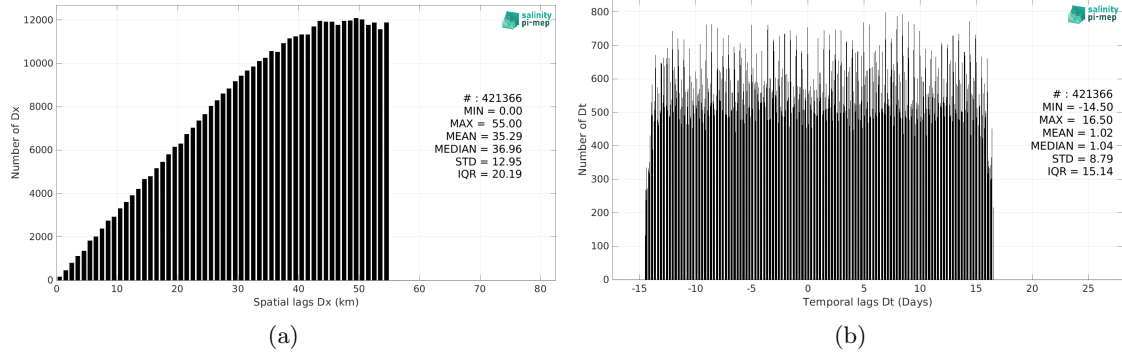 salinity
pi-mep
12000
10000
8000
6000
4000
2000
0
Number of Dx
# : 421366
MIN = 0.00
MAX = 55.00
MEAN = 35.29
MEDIAN = 36.96
STD = 12.95
IQR = 20.19
0 10 20 30 40 50 60 70 80
Spatial lags Dx (km)
(a)
salinity
pi-mep
800
700
600
500
400
300
200
100
0
Number of Dt
# : 421366
MIN = -14.50
MAX = 16.50
MEAN = 1.02
MEDIAN = 1.04
STD = 8.79
IQR = 15.14
-15 -10 -5 0 5 10 15 20 25
Temporal lags Dt (Days)
(b)